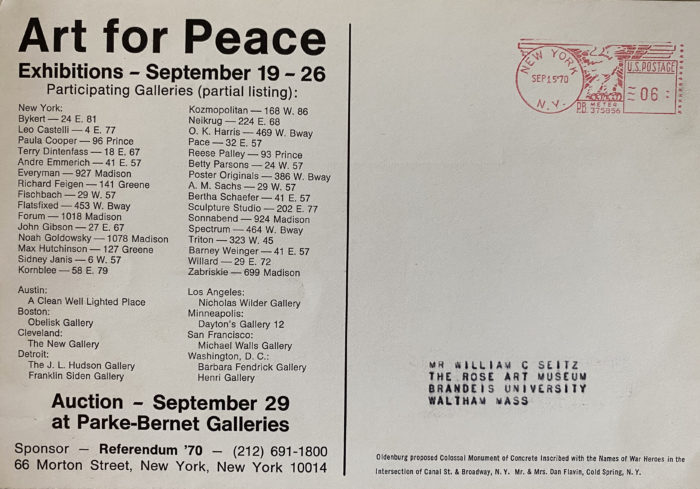 Art for Peace
Exhibitions – September 19 – 26
Participating Galleries (partial listing):
New York:
Bykert — 24 E. 81
Leo Castelli — 4 E. 77
Paula Cooper — 96 Prince
Terry Dintenfass — 18 E. 67
Andre Emmerich — 41 E. 57
Everyman — 927 Madison
Richard Feigen — 141 Greene
Fischbach — 29 W. 57
Flatsfixed — 453 W. Bway
Forum — 1018 Madison
John Gibson — 27 E. 67
Noah Goldowsky — 1078 Madison
Max Hutchinson — 127 Greene
Sidney Janis — 6 W. 57
Kornblee — 58 E. 79
Kozmopolitan — 168 W. 86
Neikrug — 224 E. 68
O. K. Harris — 469 W. Bway
Pace — 32 E. 57
Reese Palley — 93 Prince
Betty Parsons — 24 W. 57
Poster Originals — 386 W. Bway
A. M. Sachs — 29 W. 57
Bertha Schaefer — 41 E. 57
Sculpture Studio — 202 E. 77
Sonnabend — 924 Madison
Spectrum — 464 W. Bway
Triton — 323 W. 45
Barney Weinger — 41 E. 57
Willard — 29 E. 72
Zabriskie — 699 Madison
Austin:
A Clean Well Lighted Place
Boston:
Obelisk Gallery
Cleveland:
The New Gallery
Detroit:
The J. L. Hudson Gallery
Franklin Siden Gallery
Los Angeles:
Nicholas Wilder Gallery
Minneapolis:
Dayton's Gallery 12
San Francisco:
Michael Walls Gallery
Washington, D. C.:
Barbara Fendrick Gallery
Henri Gallery
Auction – September 29
at Parke-Bernet Galleries
Sponsor – Referendum '70 – (212) 691-1800
66 Morton Street, New York, New York 10014
NEW YORK
SEP 15'70
N.Y.
U.S. POSTAGE
06
P.B. METER
375856
MR WILLIAM C SEITZ
THE ROSE ART MUSEUM
BRANDEIS UNIVERSITY
WALTHAM MASS
Oldenburg proposed Colossal Monument of Concrete Inscribed with the Names of War Heroes in the
Intersection of Canal St. & Broadway, N. Y. Mr. & Mrs. Dan Flavin, Cold Spring, N. Y.